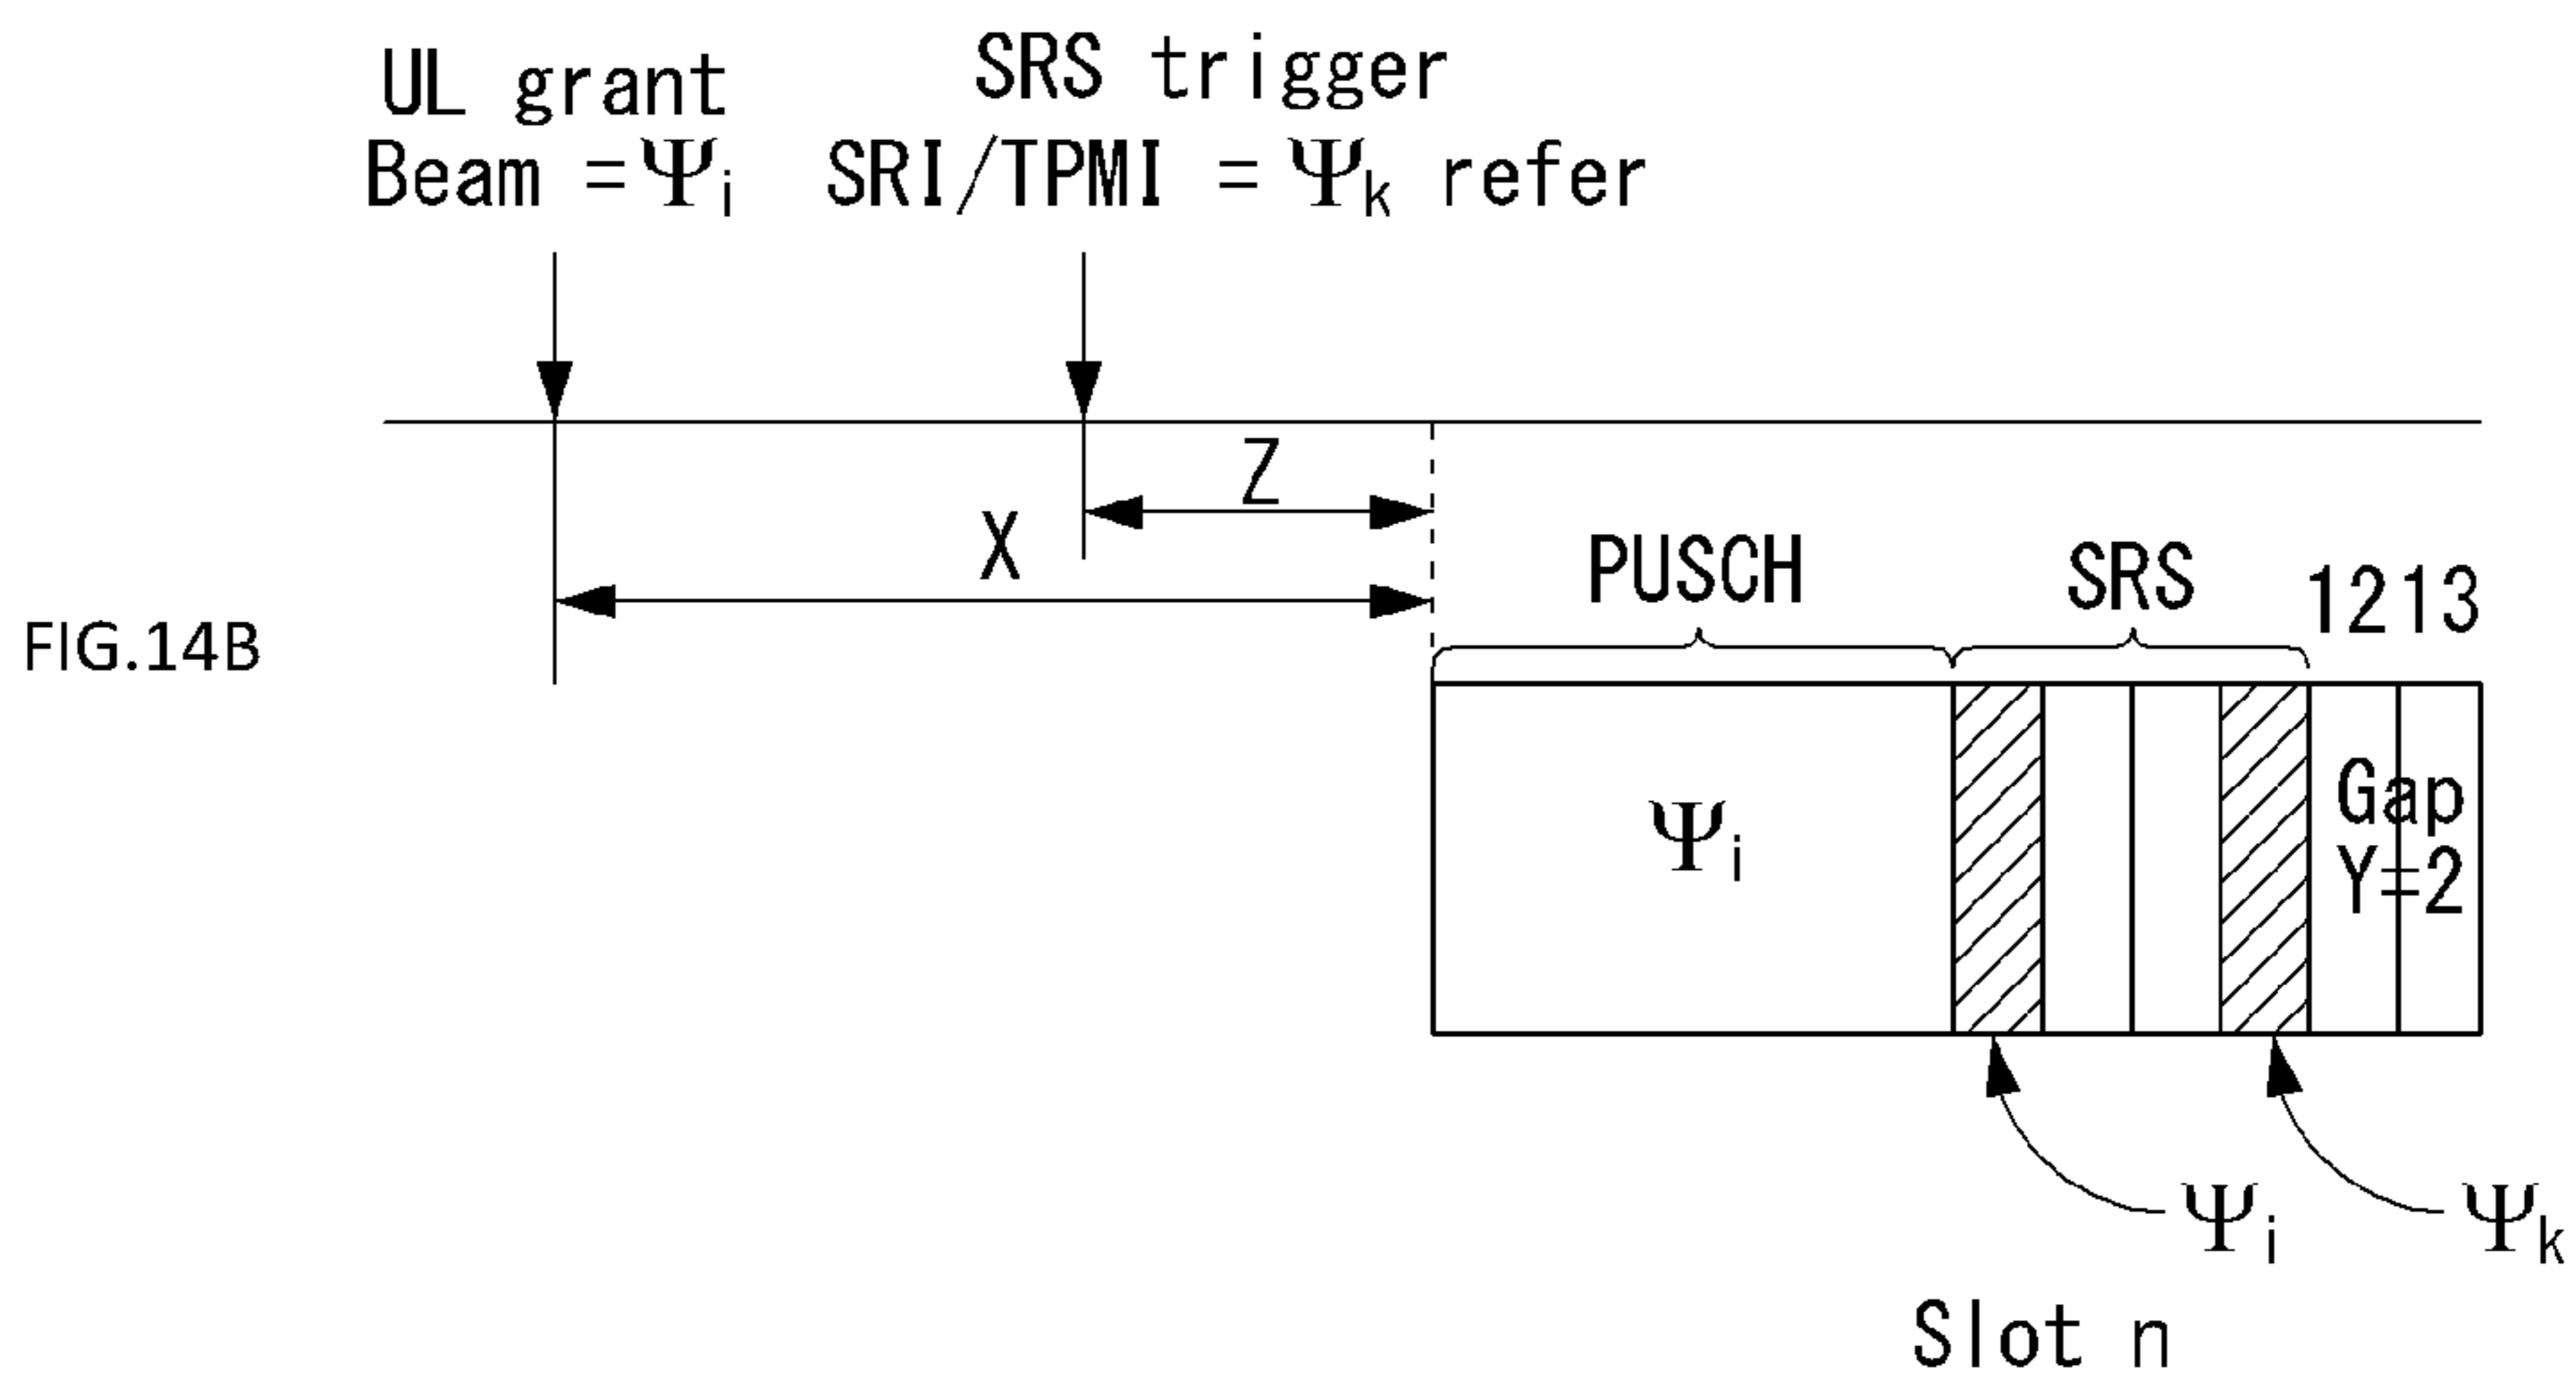 UL grant
Beam =Ψi
SRS trigger
SRI/TPMI = Ψk refer
Z
X
FIG.14B
PUSCH
SRS
1213
Ψi
Gap
Y=2
Ψi
Ψk
Slot n